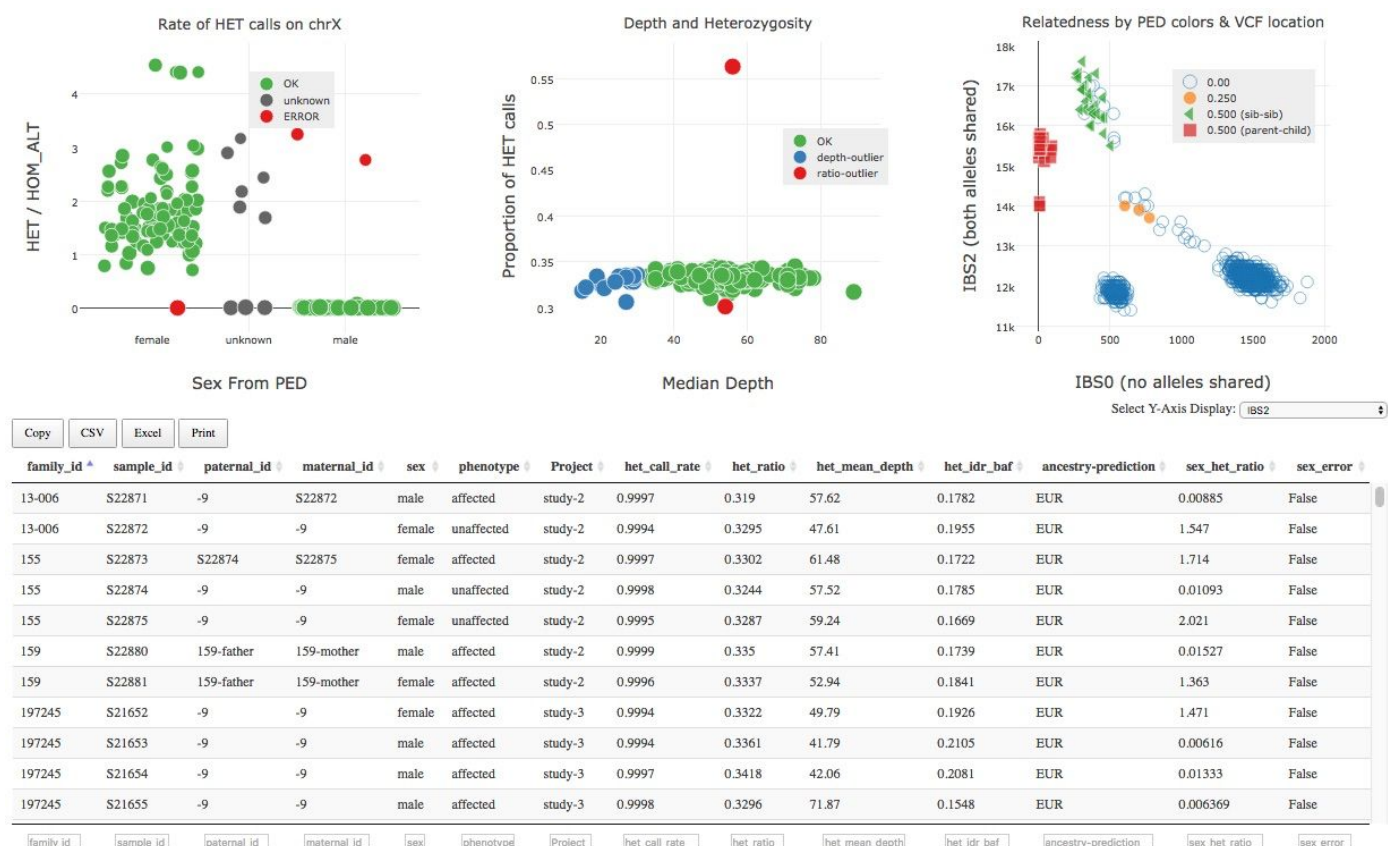 Rate of HET calls on chrX
OK
unknown
ERROR
HET / HOM_ALT
4
3
2
1
0
female unknown male
Sex From PED
Depth and Heterozygosity
OK
depth-outlier
ratio-outlier
Proportion of HET calls
0.55
0.5
0.45
0.4
0.35
0.3
20 40 60 80
Median Depth
Relatedness by PED colors & VCF location
0.00
0.250
0.500 (sib-sib)
0.500 (parent-child)
IBS2 (both alleles shared)
18k
17k
16k
15k
14k
13k
12k
11k
0 500 1000 1500 2000
IBS0 (no alleles shared)
Select Y-Axis Display: IBS2
Copy CSV Excel Print
family_id sample_id paternal_id maternal_id sex phenotype Project het_call_rate het_ratio het_mean_depth het_idr_baf ancestry-prediction sex_het_ratio sex_error
13-006 S22871 -9 S22872 male affected study-2 0.9997 0.319 57.62 0.1782 EUR 0.00885 False
13-006 S22872 -9 -9 female unaffected study-2 0.9994 0.3295 47.61 0.1955 EUR 1.547 False
155 S22873 S22874 S22875 female affected study-2 0.9997 0.3302 61.48 0.1722 EUR 1.714 False
155 S22874 -9 -9 male unaffected study-2 0.9998 0.3244 57.52 0.1785 EUR 0.01093 False
155 S22875 -9 -9 female unaffected study-2 0.9995 0.3287 59.24 0.1669 EUR 2.021 False
159 S22880 159-father 159-mother male affected study-2 0.9999 0.335 57.41 0.1739 EUR 0.01527 False
159 S22881 159-father 159-mother female affected study-2 0.9996 0.3337 52.94 0.1841 EUR 1.363 False
197245 S21652 -9 -9 female affected study-3 0.9994 0.3322 49.79 0.1926 EUR 1.471 False
197245 S21653 -9 -9 male affected study-3 0.9994 0.3361 41.79 0.2105 EUR 0.00616 False
197245 S21654 -9 -9 male affected study-3 0.9997 0.3418 42.06 0.2081 EUR 0.01333 False
197245 S21655 -9 -9 male affected study-3 0.9998 0.3296 71.87 0.1548 EUR 0.006369 False
family_id sample_id paternal_id maternal_id sex phenotype Project het_call_rate het_ratio het_mean_depth het_idr_baf ancestry-prediction sex_het_ratio sex_error